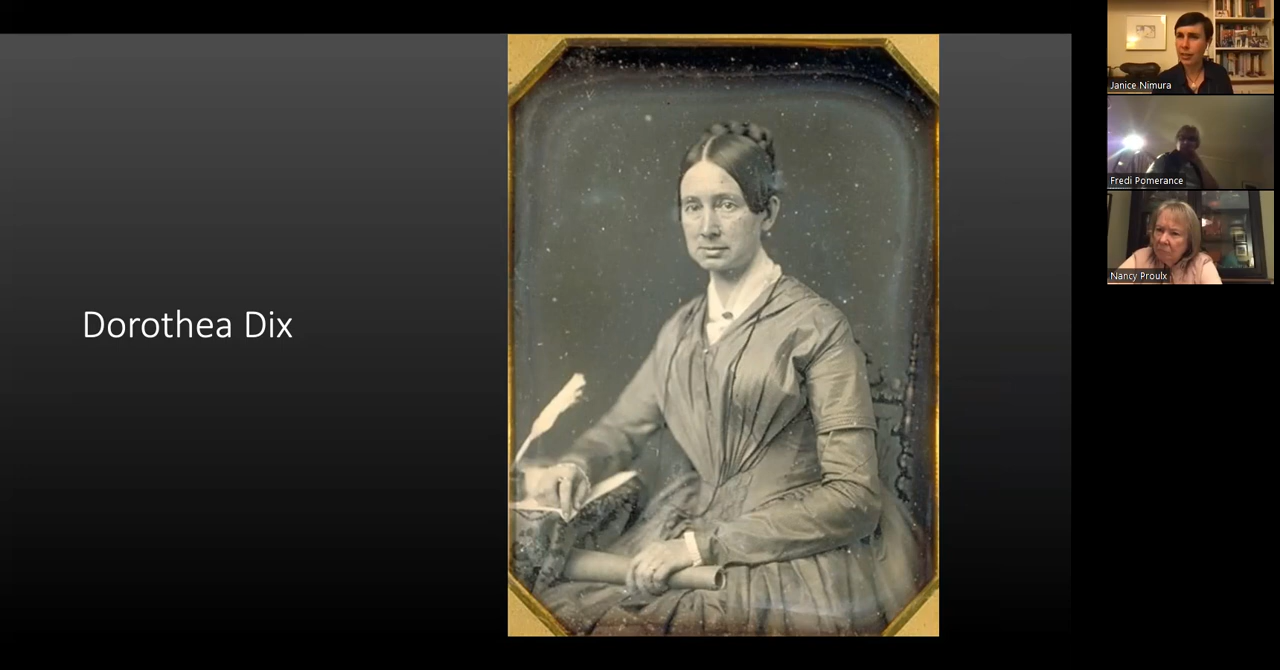 Dorothea Dix
Janice Nimura
Fredi Pomerance
Nancy Proulx